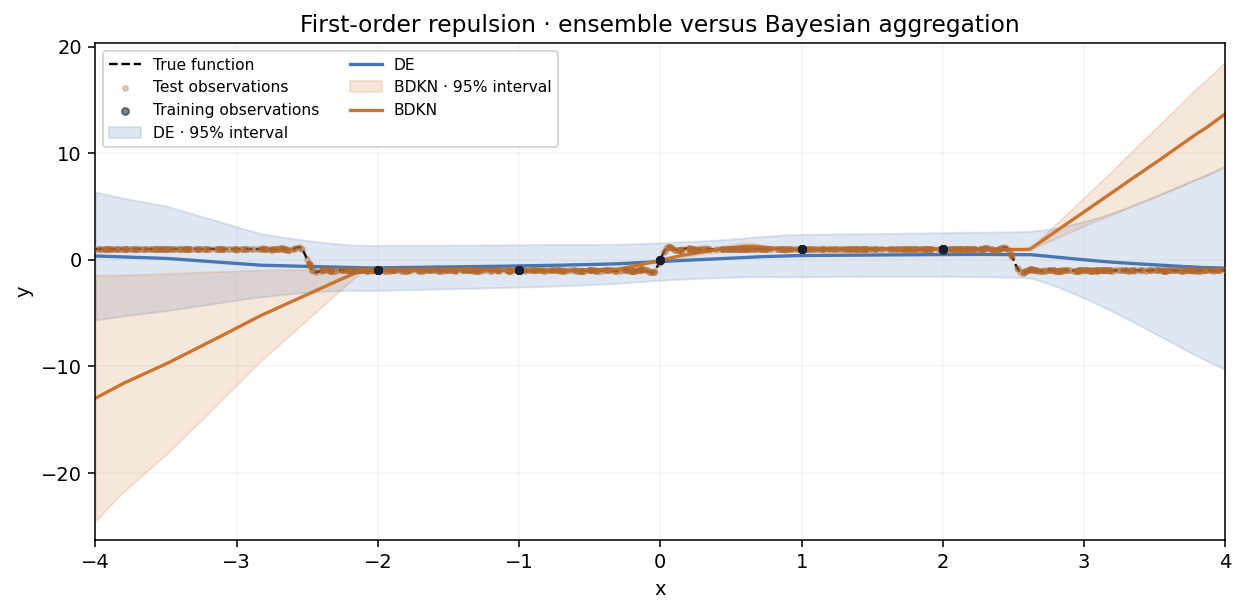 First-order repulsion · ensemble versus Bayesian aggregation
True function
Test observations
Training observations
DE · 95% interval
DE
BDKN · 95% interval
BDKN
20
10
0
−10
−20
y
−4 −3 −2 −1 0 1 2 3 4
x